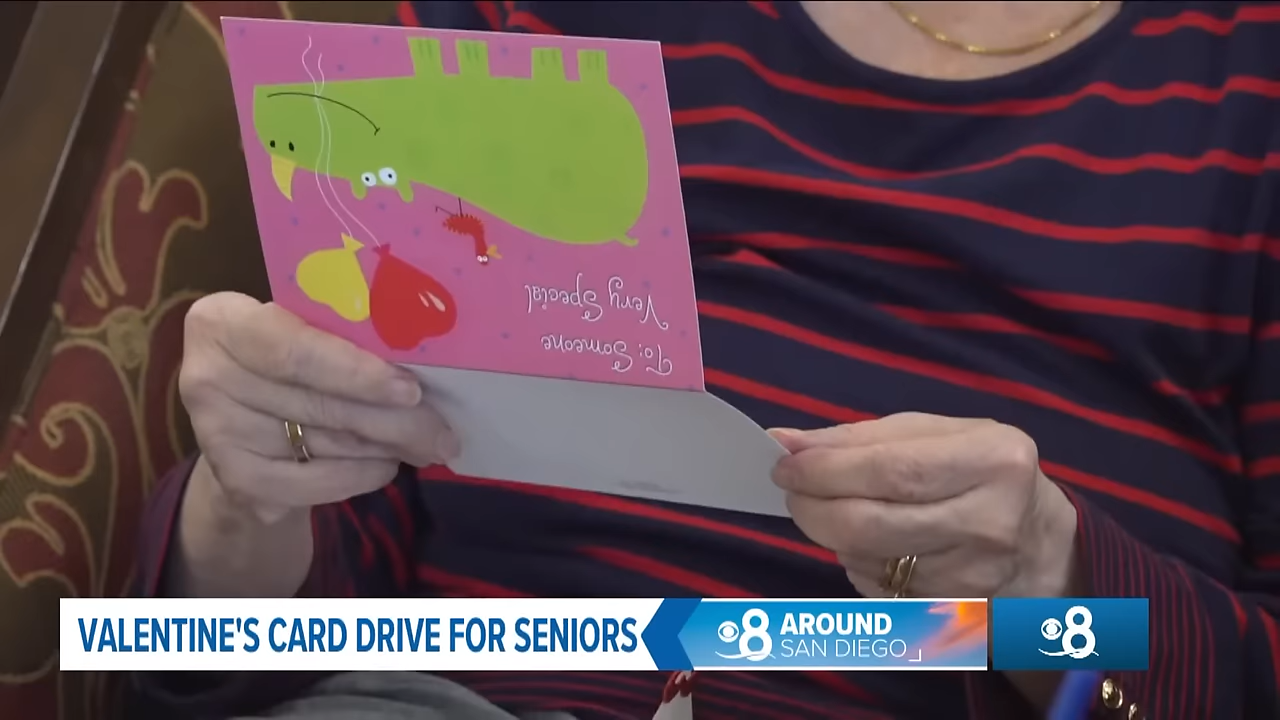 To: Someone
Very Special
VALENTINE'S CARD DRIVE FOR SENIORS
8 AROUND
SAN DIEGO
8